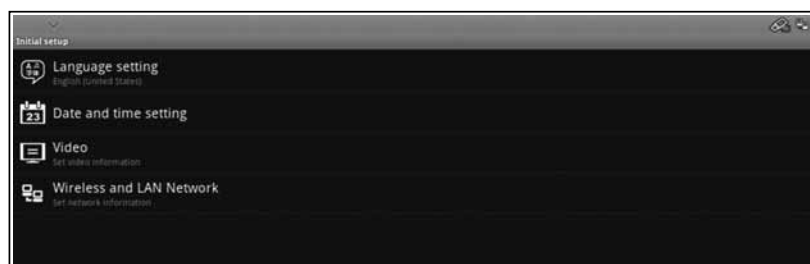 Initial setup
Language setting
English (United States)
23
Date and time setting
Video
Set video information
Wireless and LAN Network
Set network information